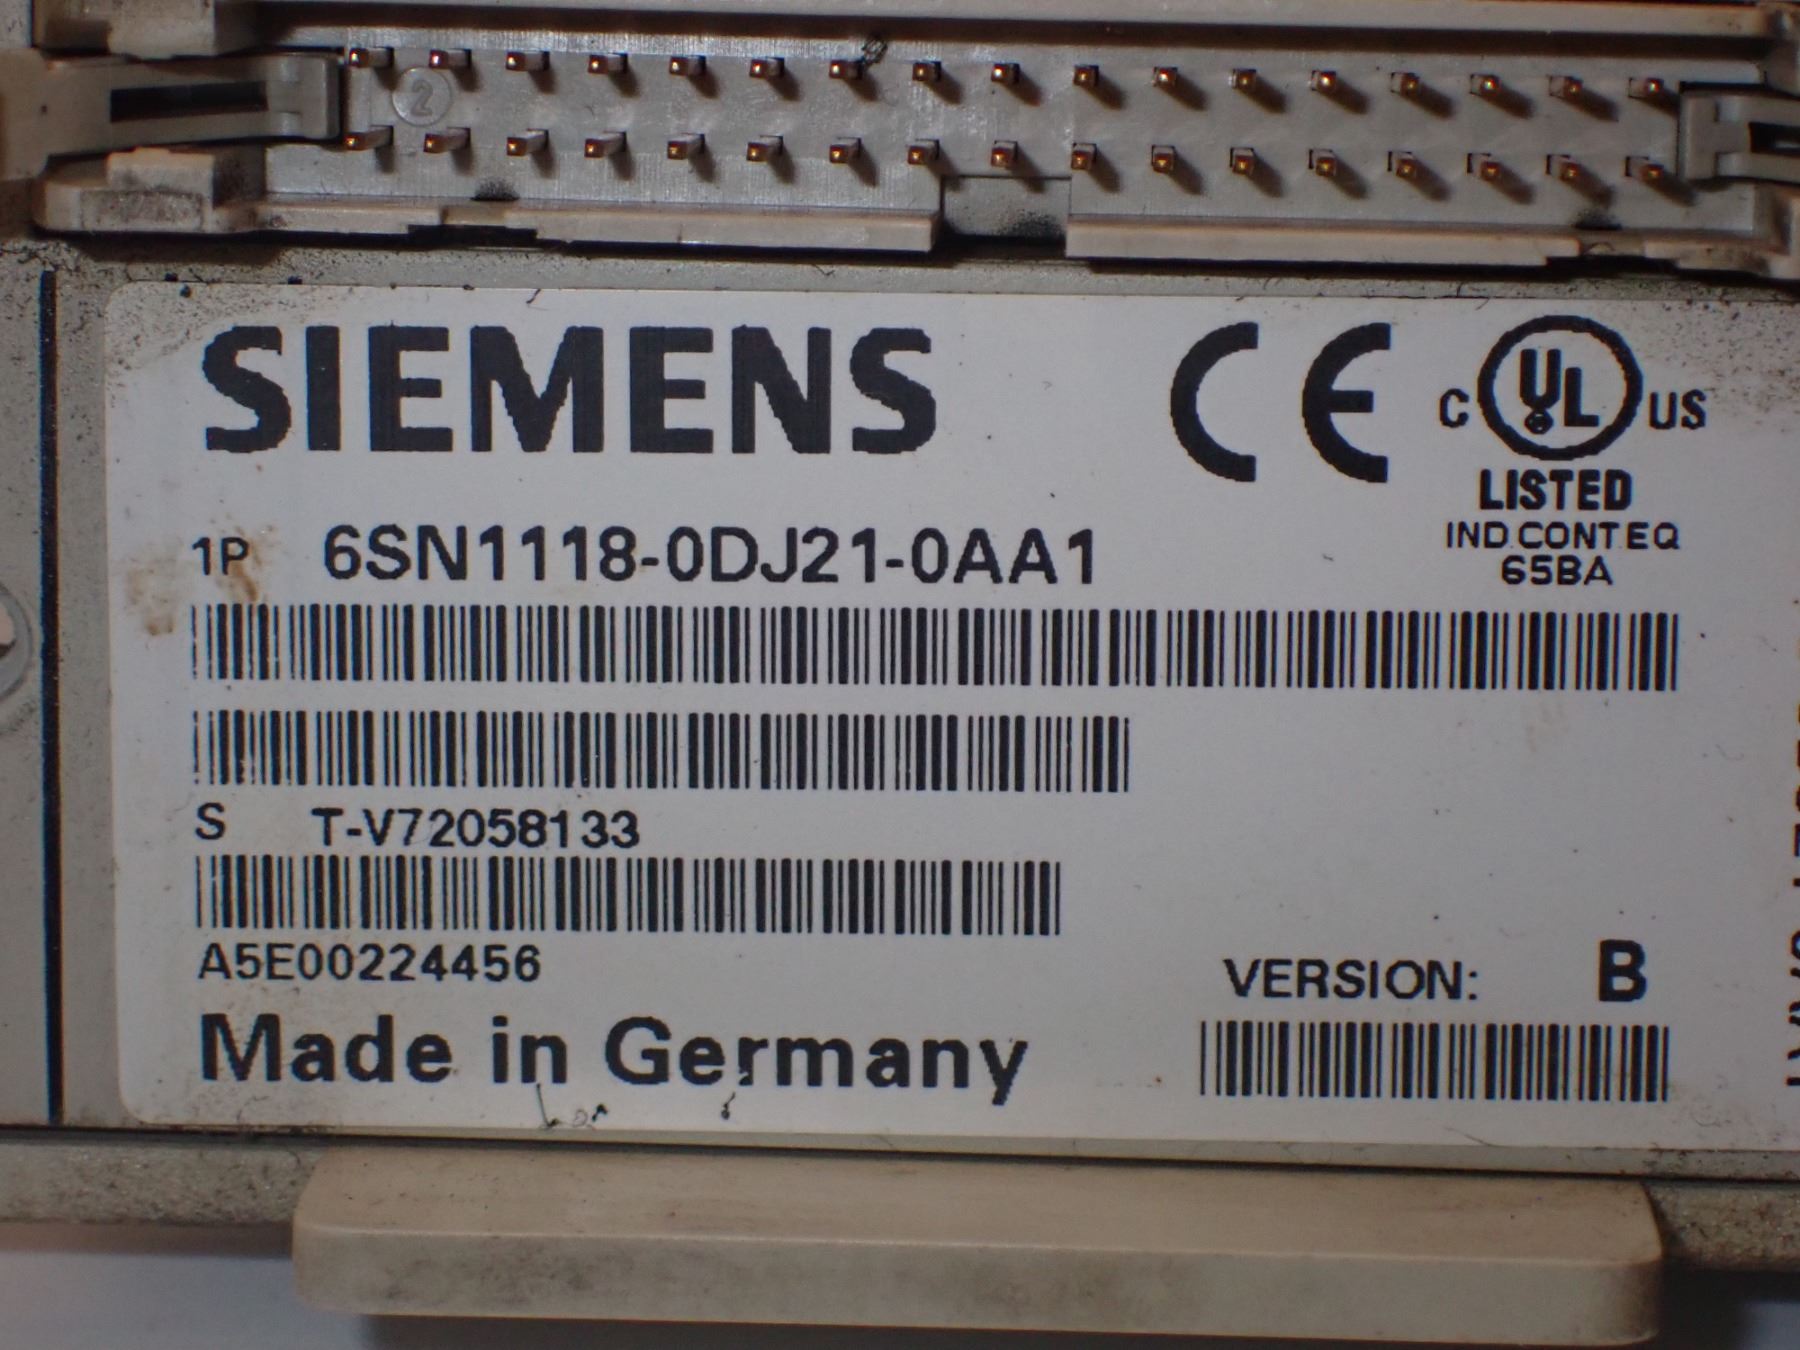 2
SIEMENS
CE
C UL US
LISTED
IND.CONT.EQ
65BA
1P 6SN1118-0DJ21-0AA1
S T-V72058133
A5E00224456
VERSION: B
Made in Germany